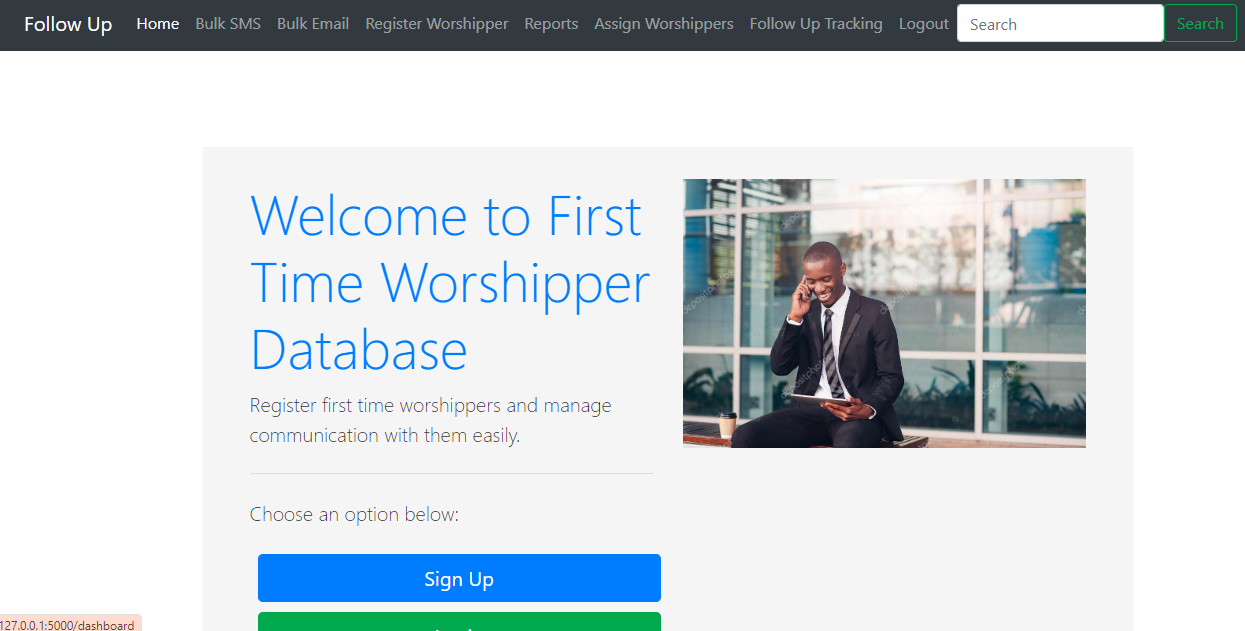 Follow Up Home Bulk SMS Bulk Email Register Worshipper Reports Assign Worshippers Follow Up Tracking Logout Search Search
Welcome to First
Time Worshipper
Database
Register first time worshippers and manage
communication with them easily.
Choose an option below:
Sign Up
127.0.0.1:5000/dashboard